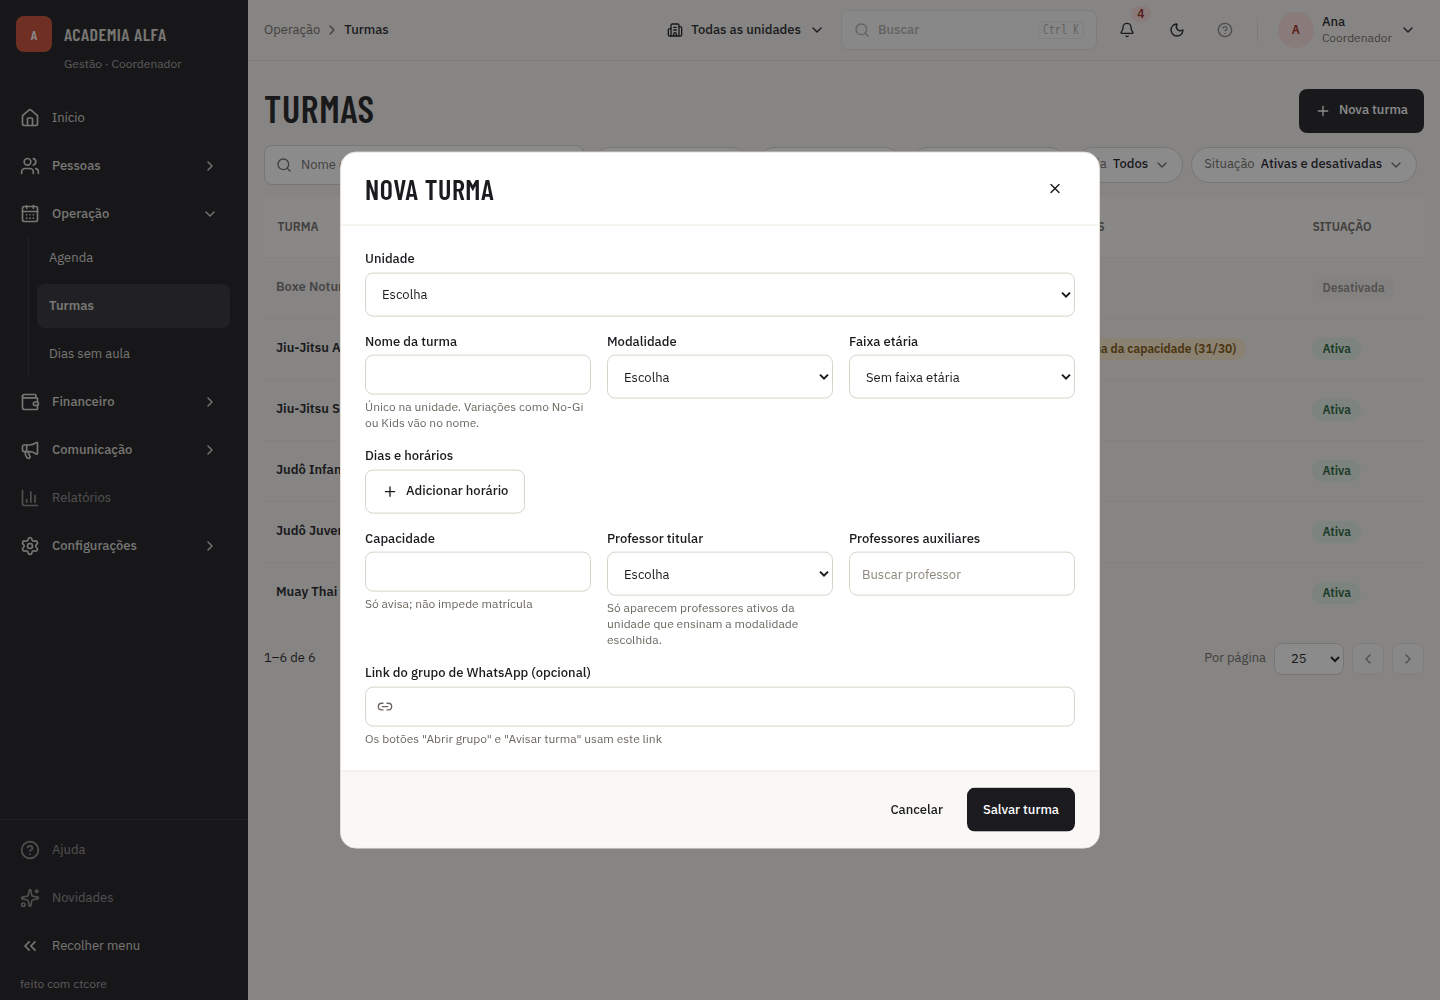 A
ACADEMIA ALFA
Gestão · Coordenador
Início
Pessoas
Operação
Agenda
Turmas
Dias sem aula
Financeiro
Comunicação
Relatórios
Configurações
Ajuda
Novidades
Recolher menu
feito com ctcore
Operação
Turmas
Todas as unidades
Buscar
Ctrl K
4
A
Ana
Coordenador
TURMAS
Nova turma
Nome
Todos
Situação Ativas e desativadas
TURMA
SITUAÇÃO
Boxe
Desativada
Jiu-Jitsu
da capacidade (31/30)
Ativa
Jiu-Jitsu
Ativa
Judô
Ativa
Judô
Ativa
Muay Thai
Ativa
1–6 de 6
Por página
25
NOVA TURMA
Unidade
Escolha
Nome da turma
Modalidade
Faixa etária
Escolha
Sem faixa etária
Único na unidade. Variações como No-Gi
ou Kids vão no nome.
Dias e horários
Adicionar horário
Capacidade
Professor titular
Professores auxiliares
Escolha
Buscar professor
Só avisa; não impede matrícula
Só aparecem professores ativos da
unidade que ensinam a modalidade
escolhida.
Link do grupo de WhatsApp (opcional)
Os botões "Abrir grupo" e "Avisar turma" usam este link
Cancelar
Salvar turma